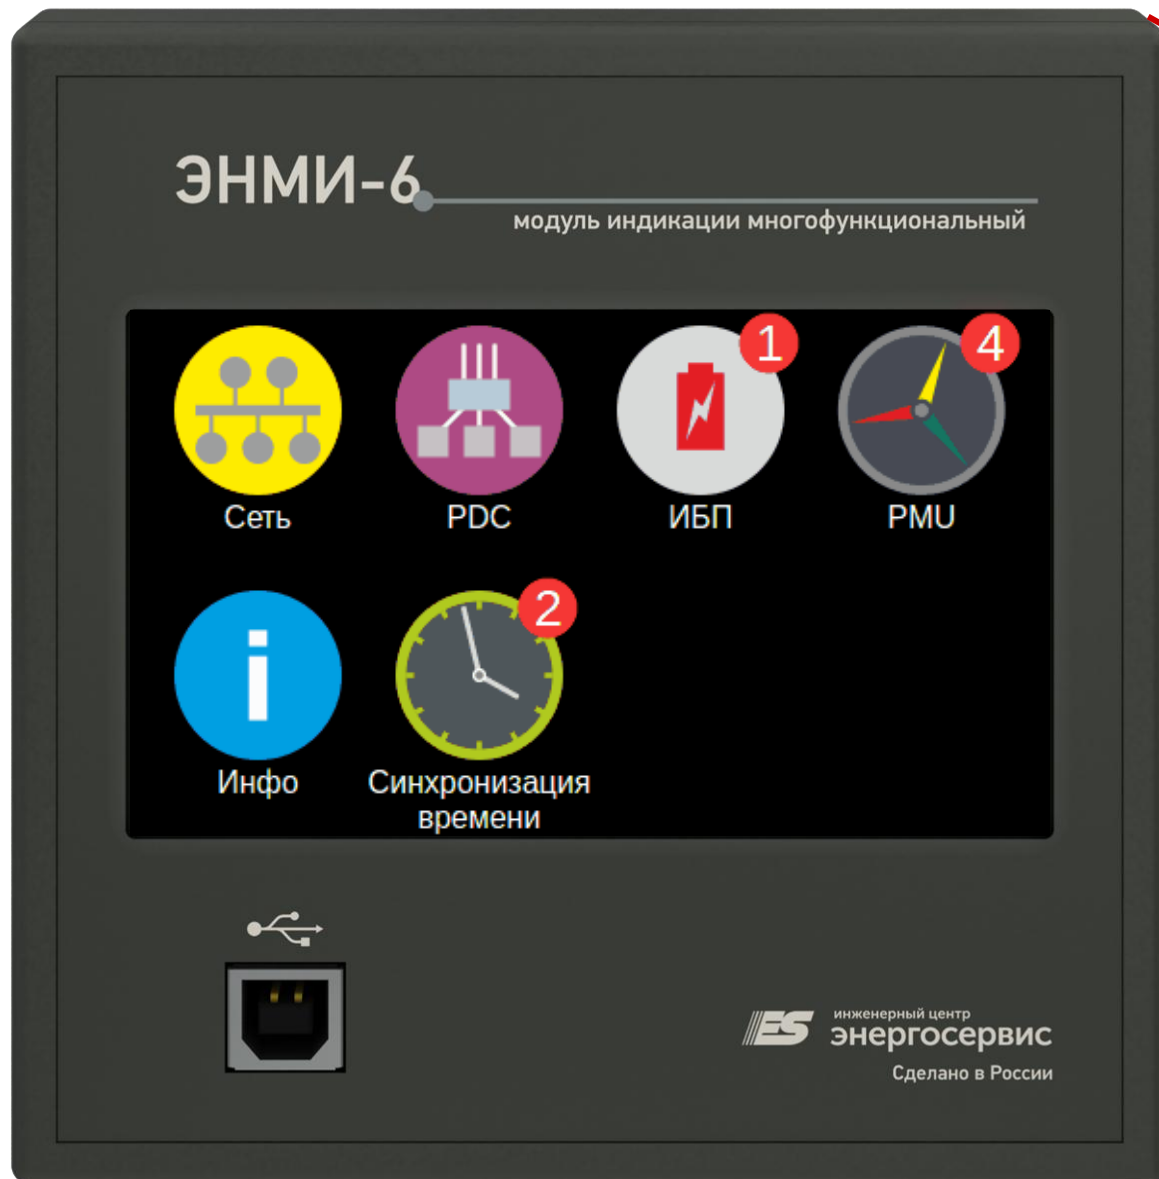 ЭНМИ-6
модуль индикации многофункциональный
1
4
Сеть
PDC
ИБП
PMU
2
Инфо
Синхронизация
времени
ES
инженерный центр
энергосервис
Сделано в России